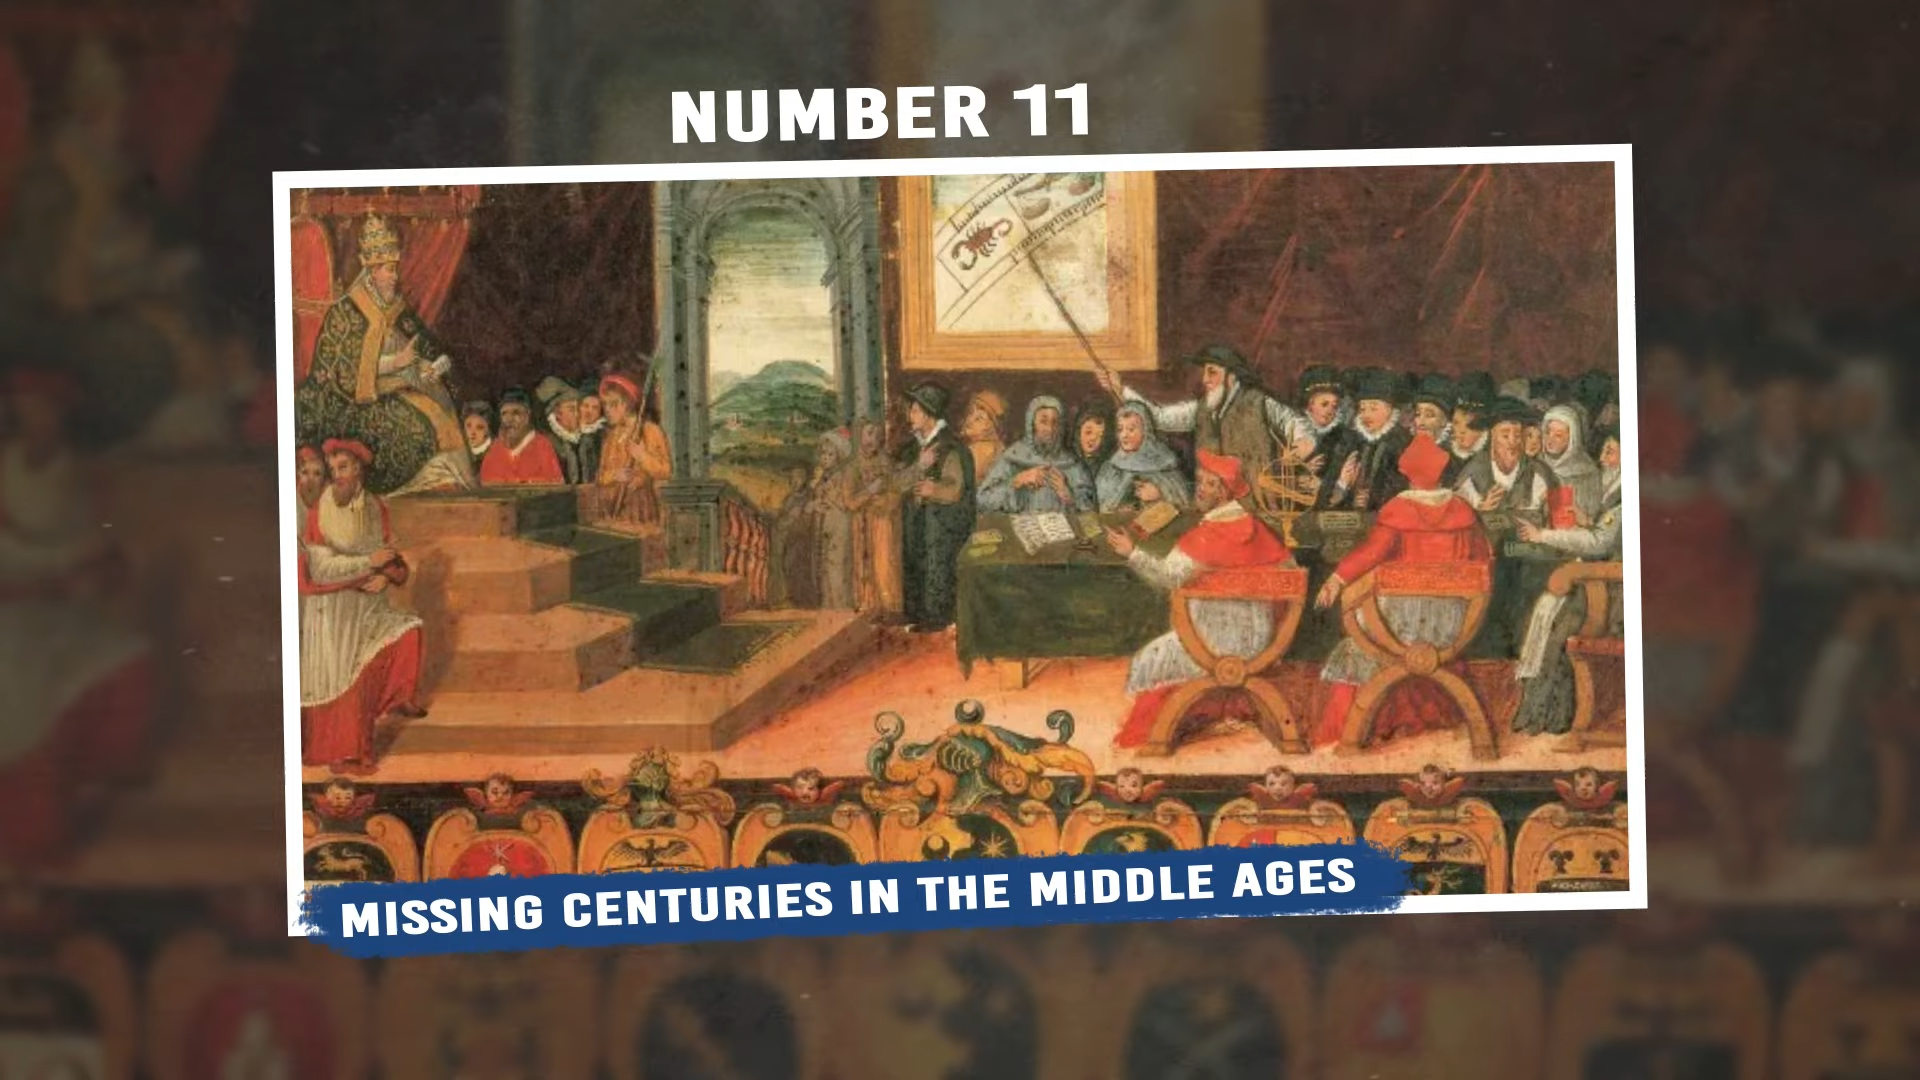 NUMBER 11
MISSING CENTURIES IN THE MIDDLE AGES